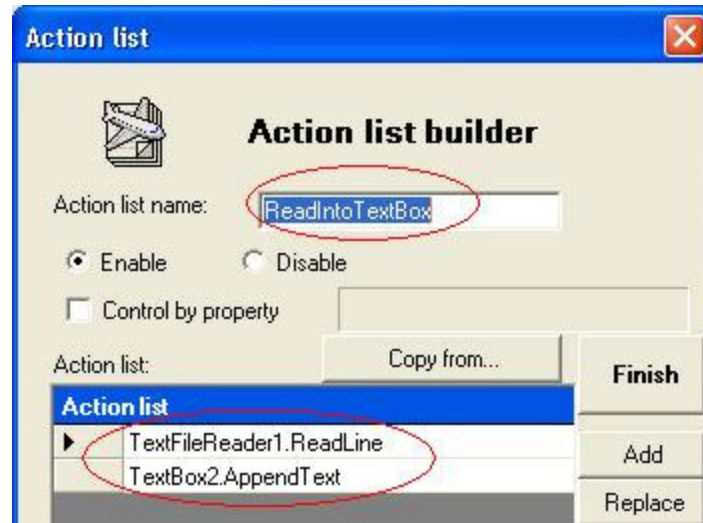 Action list
Action list builder
Action list name: ReadIntoTextBox
Enable Disable
Control by property
Action list: Copy from... Finish
Action list
TextFileReader1.ReadLine Add
TextBox2.AppendText
Replace